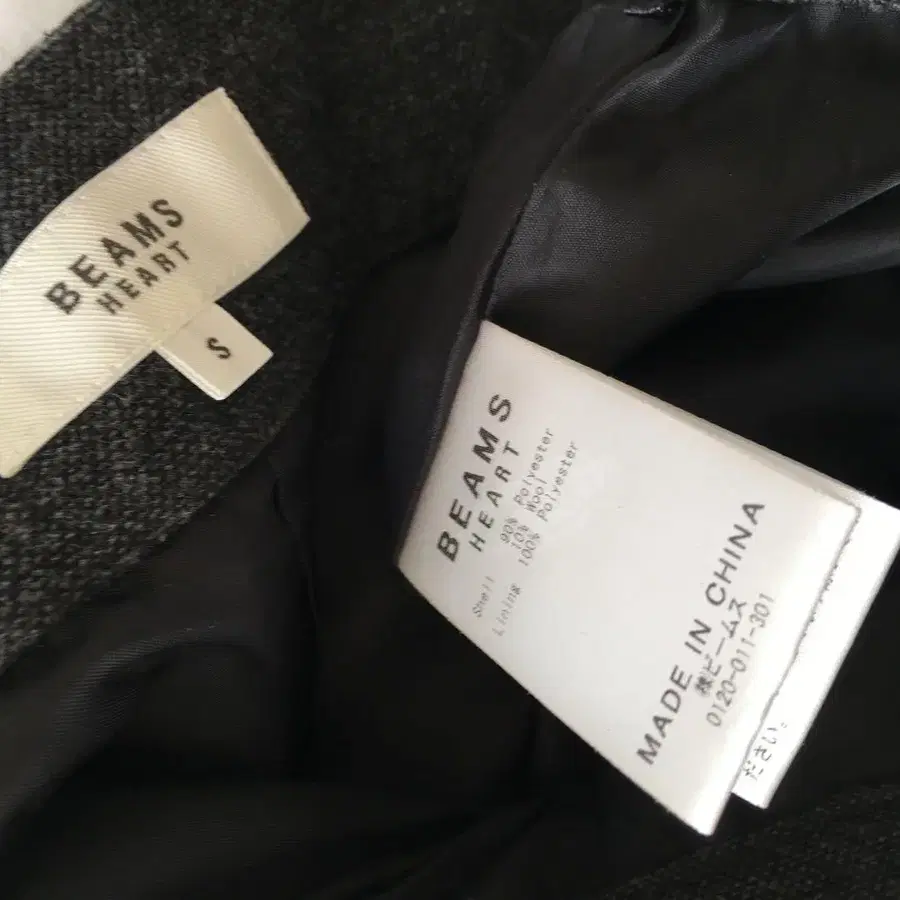 BEAMS
HEART
S
BEAMS
HEART
Shell 90% Polyester
10% Wool
Lining 100% Polyester
MADE IN CHINA
㈱ビームス
0120-011-301
ださい。